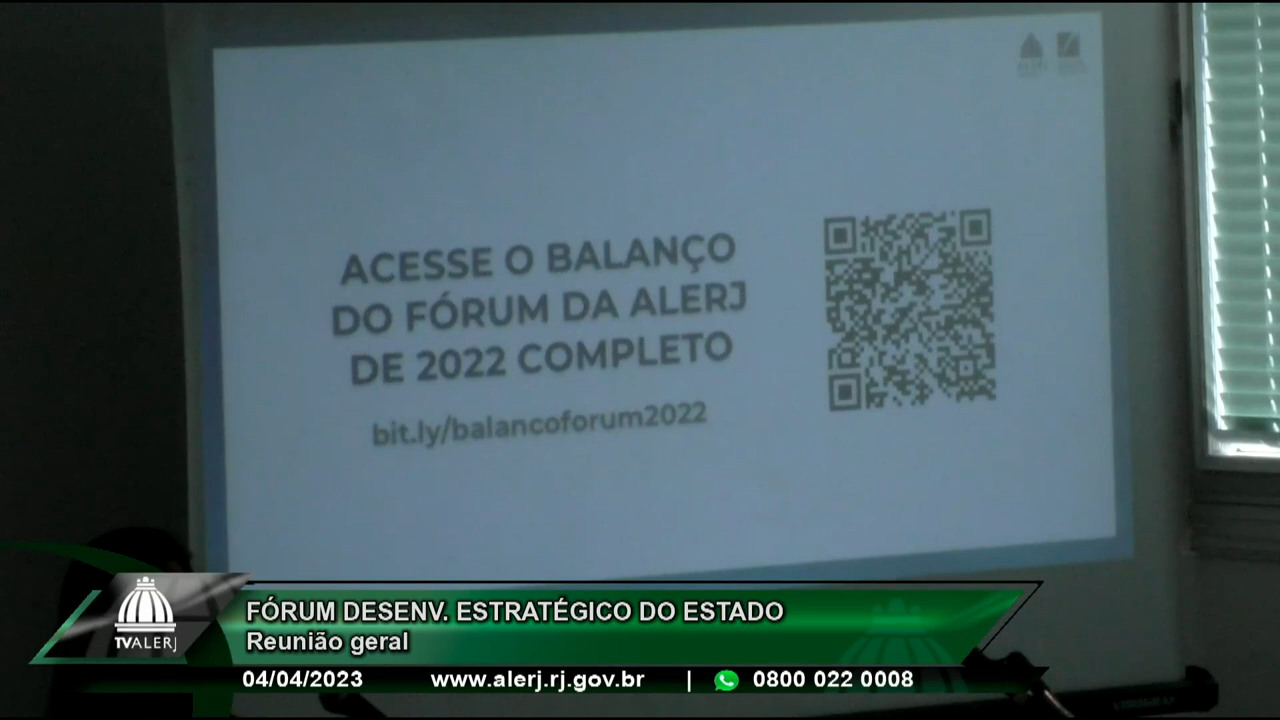 ACESSE O BALANÇO
DO FÓRUM DA ALERJ
DE 2022 COMPLETO
bit.ly/balancoforum2022
FÓRUM DESENV. ESTRATÉGICO DO ESTADO
Reunião geral
TVALERJ
04/04/2023 www.alerj.rj.gov.br | 0800 022 0008